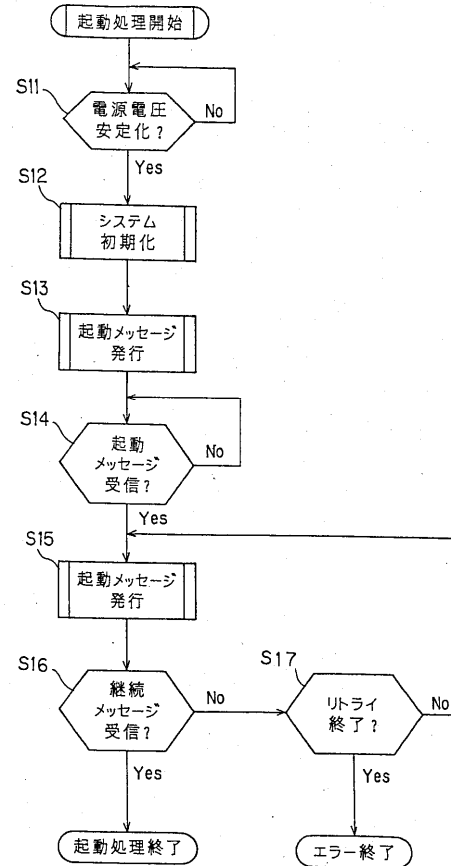 起動処理開始
S11
電源電圧
安定化?
No
Yes
S12
システム
初期化
S13
起動メッセージ
発行
S14
起動
メッセージ
受信?
No
Yes
S15
起動メッセージ
発行
S16
継続
メッセージ
受信?
No
S17
リトライ
終了?
No
Yes
Yes
起動処理終了
エラー終了